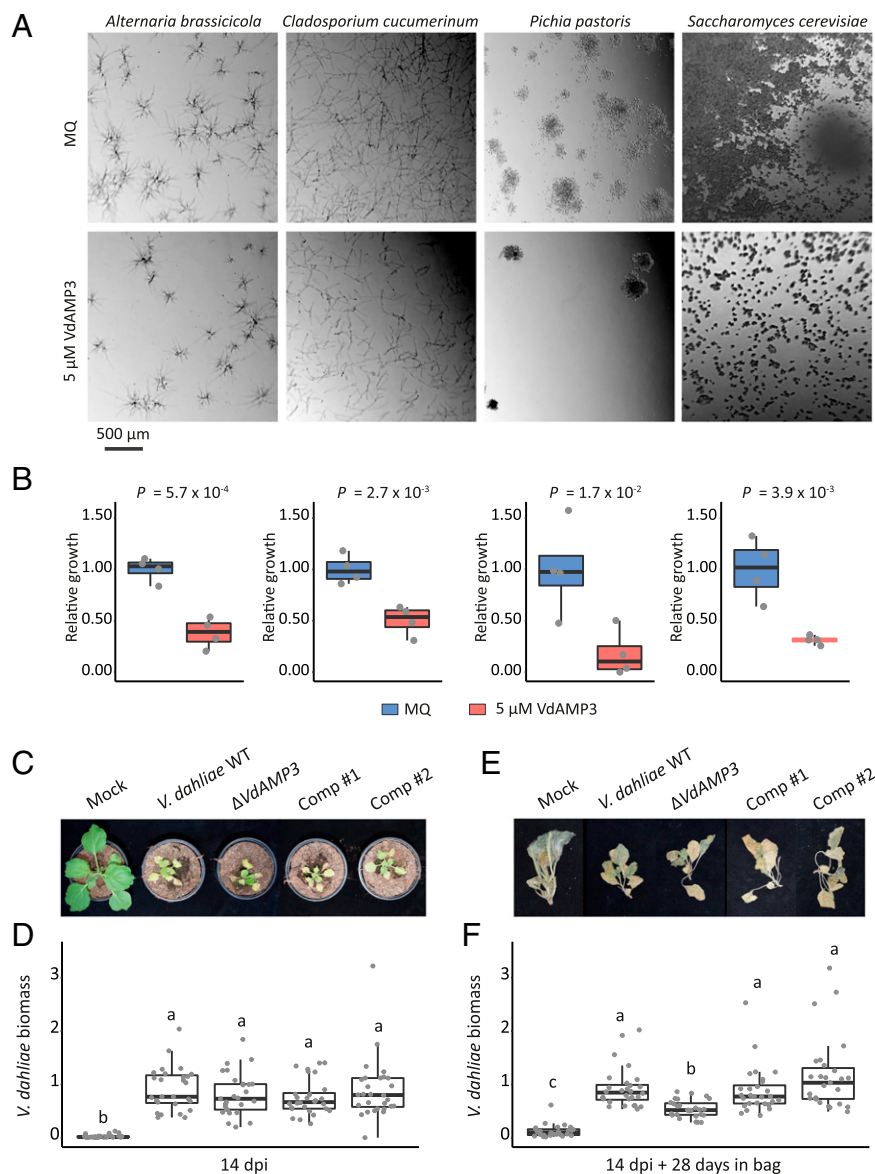 A
Alternaria brassicicola Cladosporium cucumerinum Pichia pastoris Saccharomyces cerevisiae
MQ
5 µM VdAMP3
500 µm
B
P = 5.7 x 10-4 P = 2.7 x 10-3 P = 1.7 x 10-2 P = 3.9 x 10-3
Relative growth Relative growth Relative growth Relative growth
1.50 1.50 1.50 1.50
1.00 1.00 1.00 1.00
0.50 0.50 0.50 0.50
0.00 0.00 0.00 0.00
MQ 5 µM VdAMP3
C
Mock V. dahliae WT ΔVdAMP3 Comp #1 Comp #2
D
V. dahliae biomass
3
2
1
0
b a a a a
14 dpi
E
Mock V. dahliae WT ΔVdAMP3 Comp #1 Comp #2
F
V. dahliae biomass
3
2
1
0
c a b a a
14 dpi + 28 days in bag